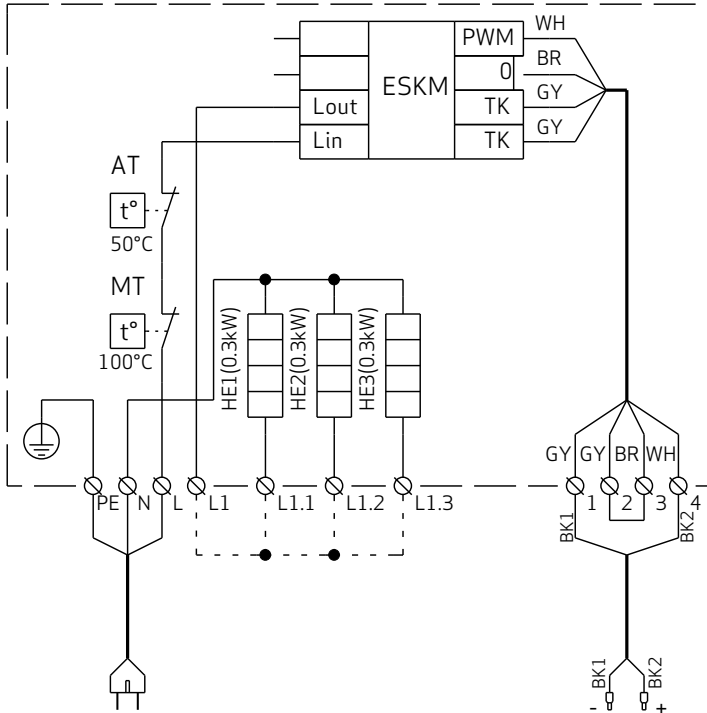 PWM WH
0 BR
ESKM
Lout TK GY
Lin TK GY
AT
t°
50°C
MT
t°
100°C
HE1(0.3kW)
HE2(0.3kW)
HE3(0.3kW)
GY GY BR WH
PE N L L1 L1.1 L1.2 L1.3 1 2 3 4
BK1 BK2
BK1 BK2
- +